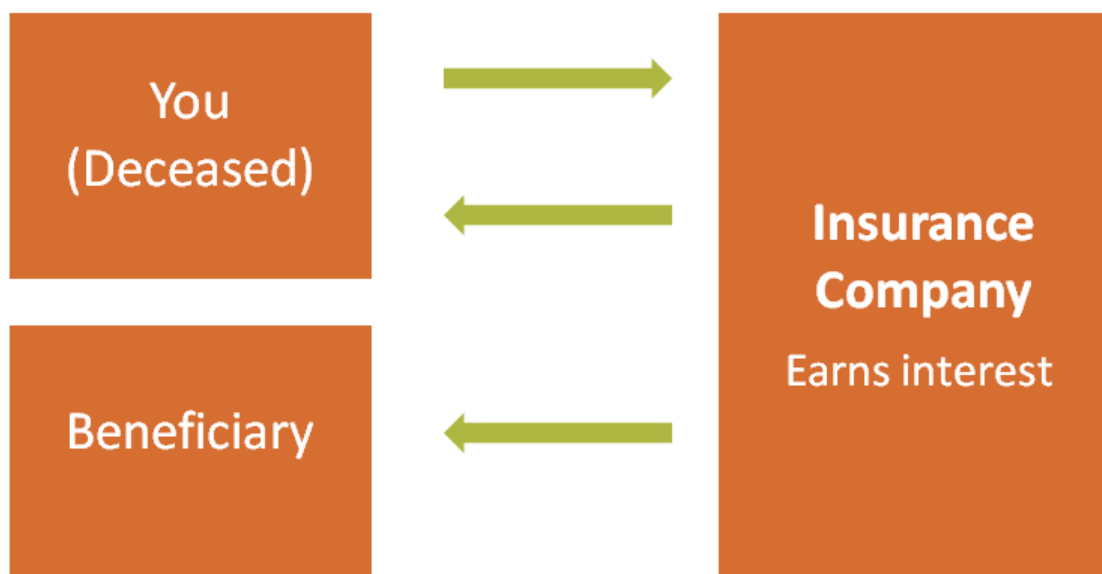 You
(Deceased)
Insurance
Company
Earns interest
Beneficiary